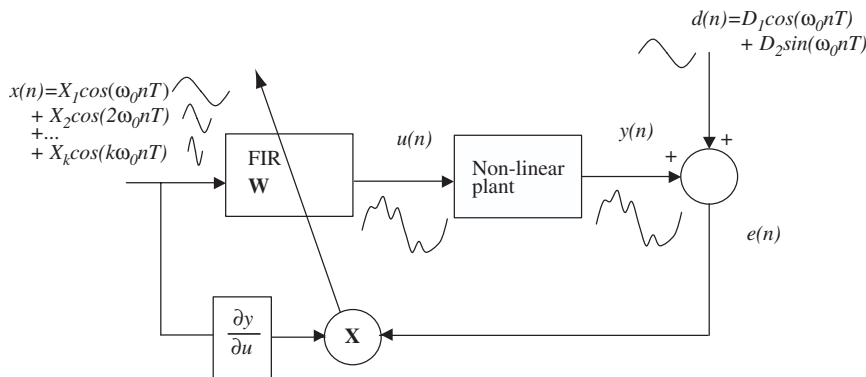 d(n)=D₁cos(ω₀nT)
+ D₂sin(ω₀nT)
x(n)=X₁cos(ω₀nT)
+ X₂cos(2ω₀nT)
+...
+ Xₖcos(kω₀nT)
FIR
W
u(n)
Non-linear
plant
y(n)
+
+
e(n)
∂y
∂u
X